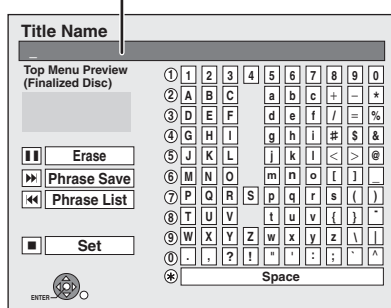 Title Name
_
Top Menu Preview
(Finalized Disc)
① 1 2 3 4 5 6 7 8 9 0
② A B C a b c + − *
③ D E F d e f / = %
④ G H I g h i # $ &
⑤ J K L j k l < > @
⑥ M N O m n o [ ] _
⑦ P Q R S p q r s ( )
⑧ T U V t u v { } ¯
⑨ W X Y Z w x y z \ |
⓪ . , ? ! " ' : ; ` ^
✱ Space
Erase
Phrase Save
Phrase List
Set
ENTER